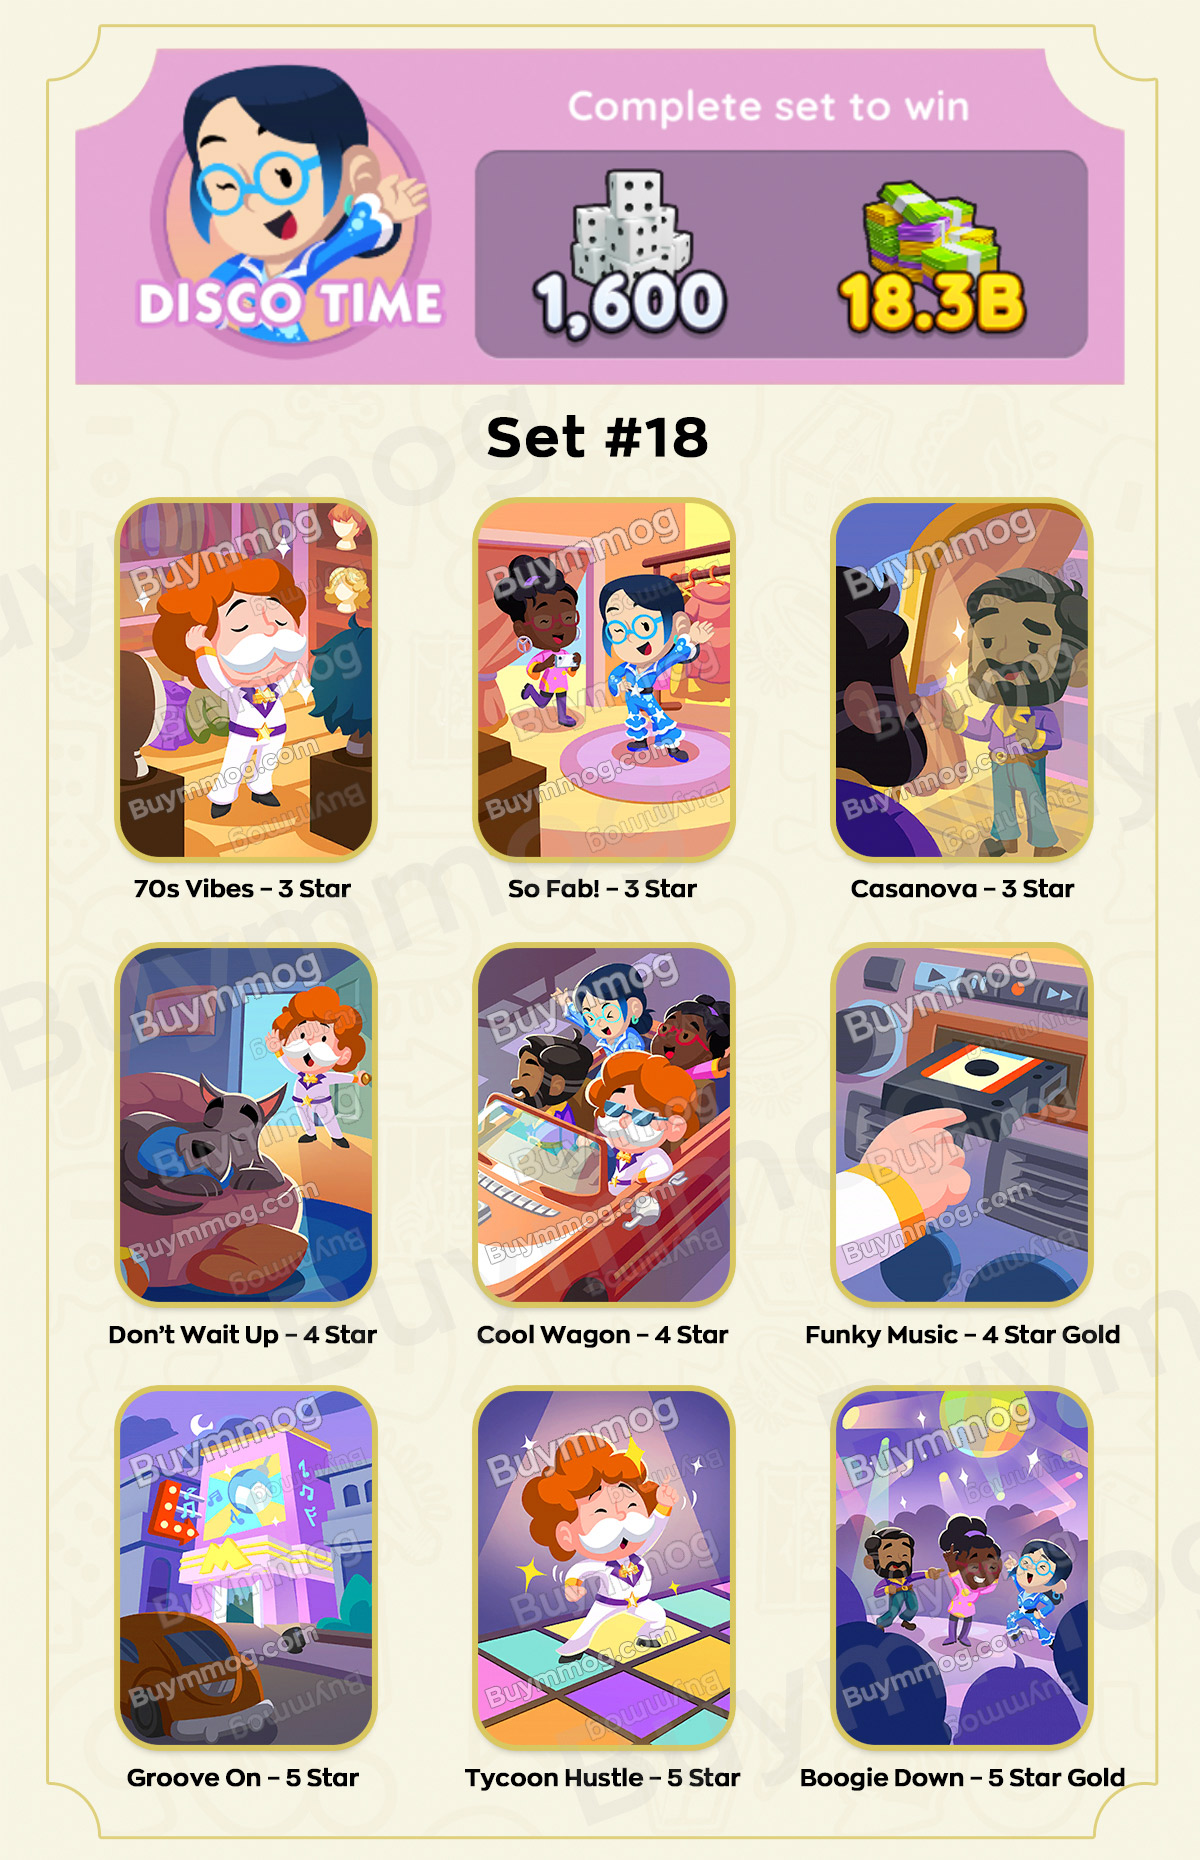 Complete set to win
DISCO TIME
1,600
18.3B
Set #18
Buymmog
Buymmog.com
70s Vibes - 3 Star
So Fab! - 3 Star
Casanova - 3 Star
Don't Wait Up - 4 Star
Cool Wagon - 4 Star
Funky Music - 4 Star Gold
Groove On - 5 Star
Tycoon Hustle - 5 Star
Boogie Down - 5 Star Gold